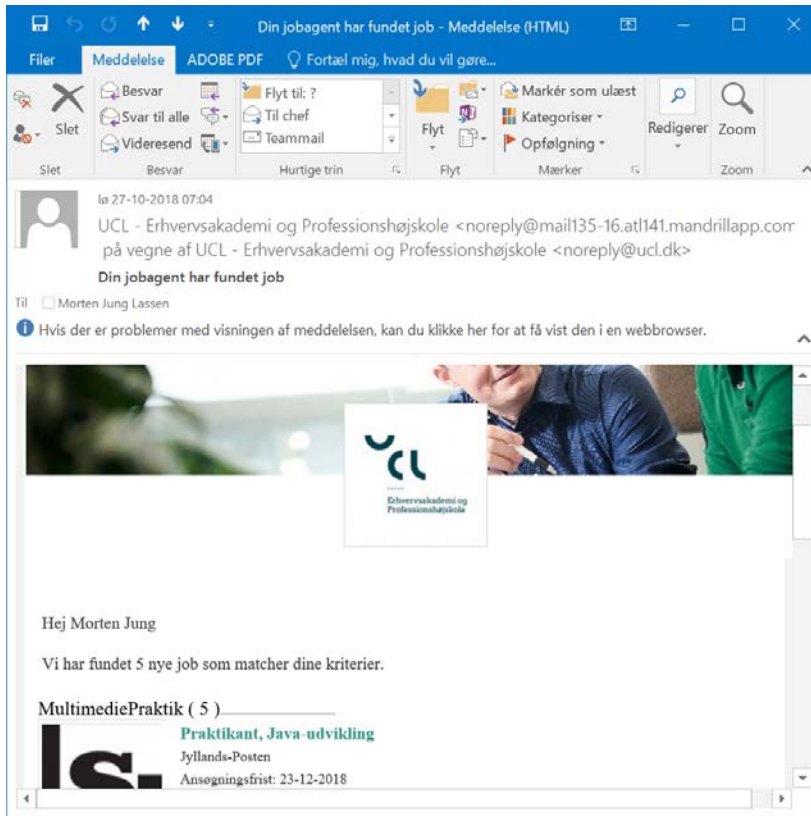 Din jobagent har fundet job - Meddelelse (HTML)
Filer Meddelelse ADOBE PDF Fortæl mig, hvad du vil gøre...
Slet
Besvar
Svar til alle
Videresend
Flyt til: ?
Til chef
Teammail
Flyt
Markér som ulæst
Kategoriser
Opfølgning
Redigerer
Zoom
Slet Besvar Hurtige trin Flyt Mærker Zoom
lø 27-10-2018 07:04
UCL - Erhvervsakademi og Professionshøjskole <noreply@mail135-16.atl141.mandrillapp.com
på vegne af UCL - Erhvervsakademi og Professionshøjskole <noreply@ucl.dk>
Din jobagent har fundet job
Til Morten Jung Lassen
Hvis der er problemer med visningen af meddelelsen, kan du klikke her for at få vist den i en webbrowser.
UCL
Erhvervsakademi og
Professionshøjskole
Hej Morten Jung
Vi har fundet 5 nye job som matcher dine kriterier.
MultimediePraktik ( 5 )
Praktikant, Java-udvikling
Jyllands-Posten
Ansøgningsfrist: 23-12-2018